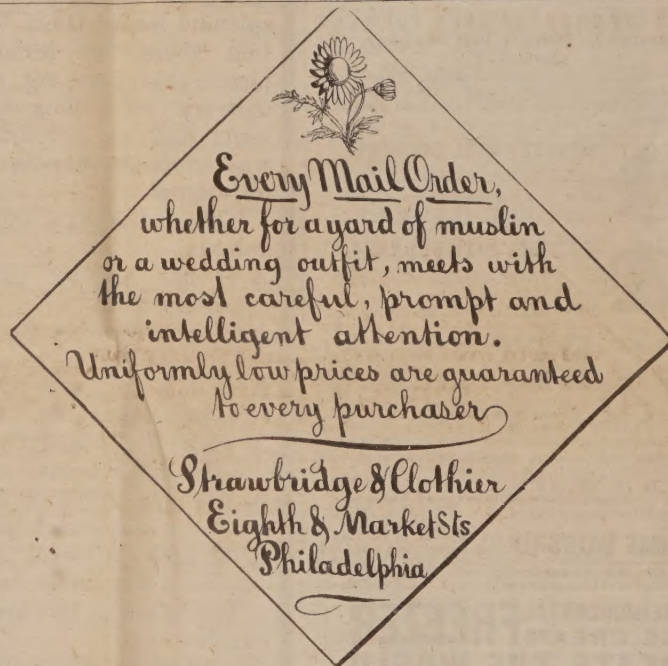 Every Mail Order,
whether for a yard of muslin
or a wedding outfit, meets with
the most careful, prompt and
intelligent attention.
Uniformly low prices are guaranteed
to every purchaser
Strawbridge & Clothier
Eighth & Market Sts
Philadelphia